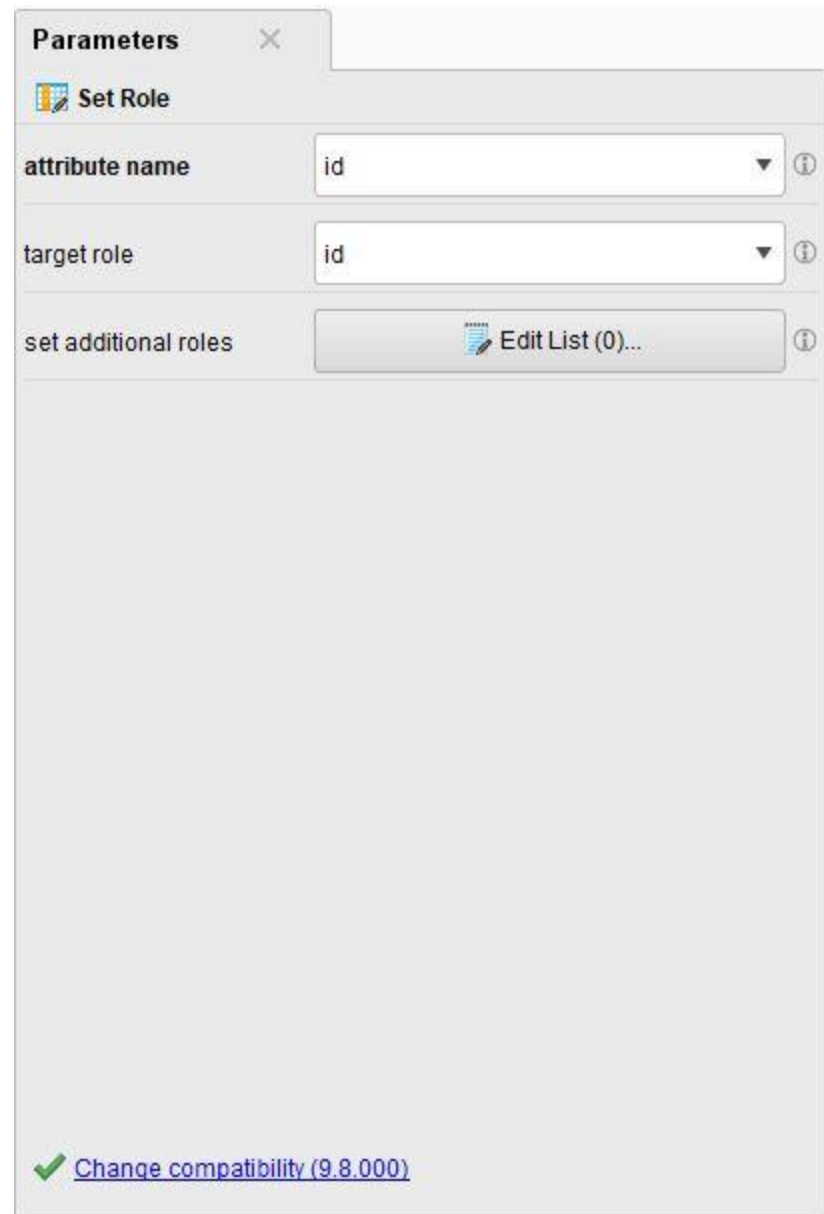 Parameters
Set Role
attribute name id
target role id
set additional roles Edit List (0)...
Change compatibility (9.8.000)